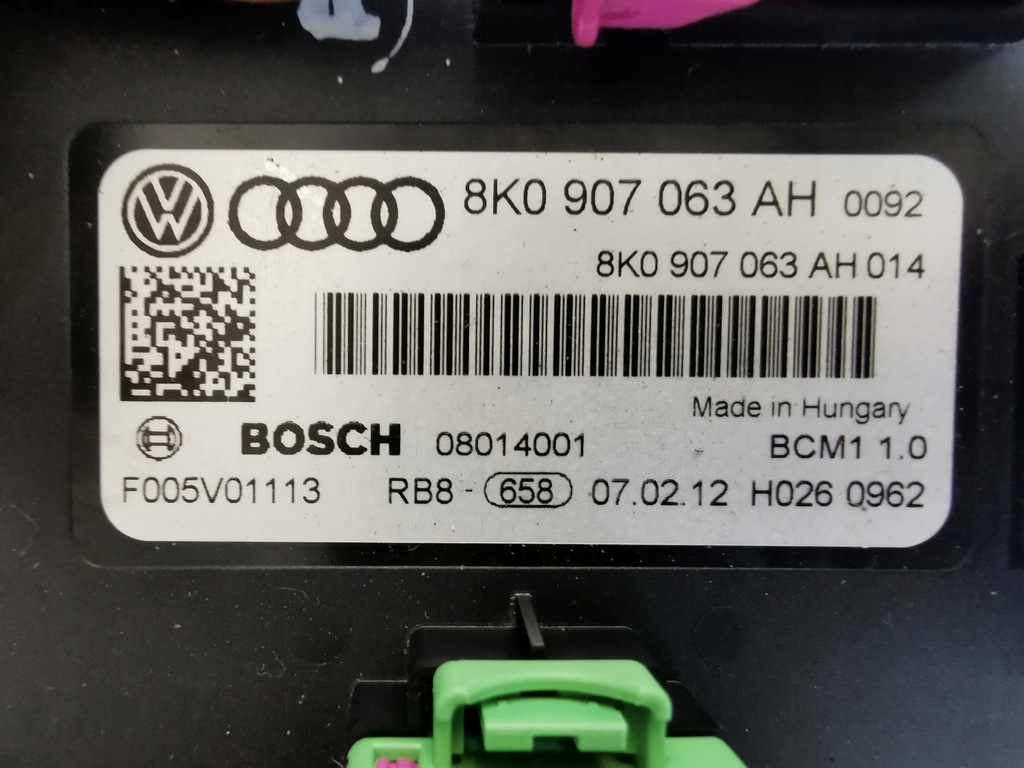 8K0 907 063 AH 0092
8K0 907 063 AH 014
Made in Hungary
BOSCH 08014001 BCM1 1.0
F005V01113 RB8 - 658 07.02.12 H026 0962